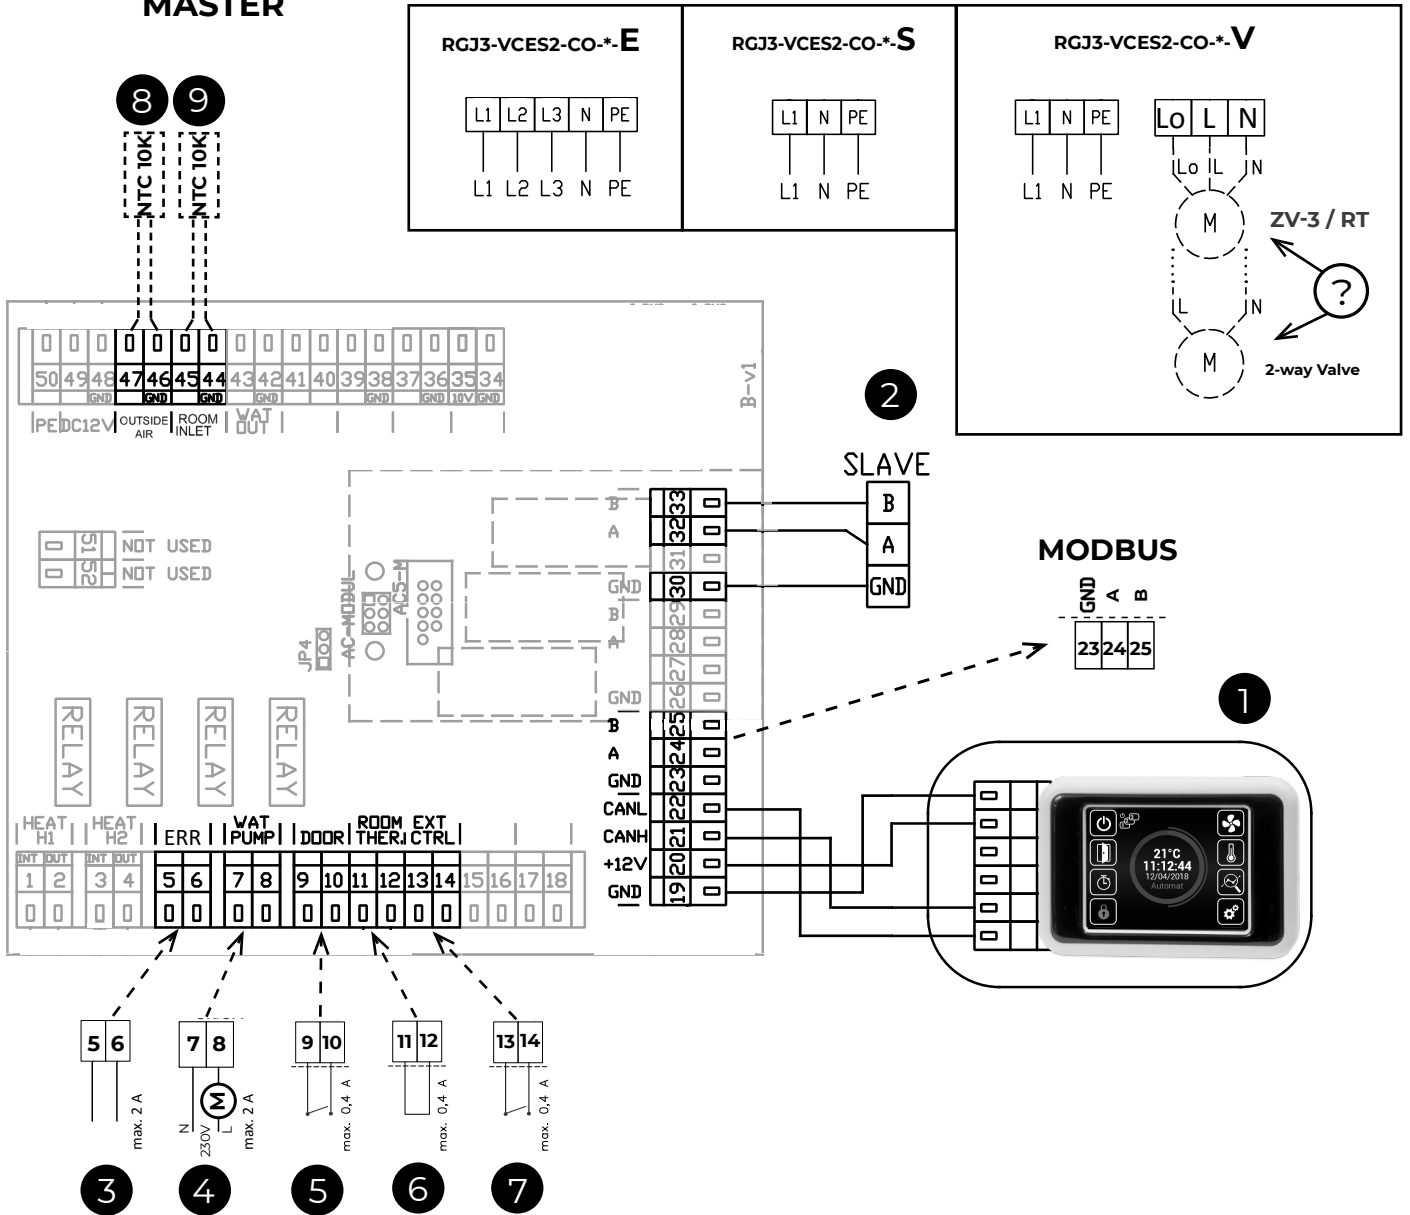 MASTER
RGJ3-VCES2-CO-*-E
L1 L2 L3 N PE
L1 L2 L3 N PE
RGJ3-VCES2-CO-*-S
L1 N PE
L1 N PE
RGJ3-VCES2-CO-*-V
L1 N PE
L1 N PE
Lo L N
Lo L N
M
ZV-3 / RT
?
L N
M
2-way Valve
8 9
NTC 10K
NTC 10K
50 49 48 47 46 45 44 43 42 41 40 39 38 37 36 35 34
GND GND GND GND GND GND 10V GND
PE DC12V OUTSIDE AIR ROOM INLET WAT OUT
B-v1
2
SLAVE
B
A
GND
51 NOT USED
52 NOT USED
JP4
AC-MODUL
AC5-M
B 33
A 32
31
GND 30
B 29
A 28
27
GND 26
B 25
A 24
GND 23
CANL 22
CANH 21
+12V 20
GND 19
MODBUS
GND A B
23 24 25
1
21°C
11:12:44
12/04/2018
Automat
RELAY
RELAY
RELAY
RELAY
HEAT H1
HEAT H2
ERR
WAT PUMP
DOOR
ROOM THER.
EXT CTRL
INT OUT INT OUT
1 2 3 4 5 6 7 8 9 10 11 12 13 14 15 16 17 18
5 6
max. 2 A
3
7 8
M
N 230V L
max. 2 A
4
9 10
max. 0,4 A
5
11 12
max. 0,4 A
6
13 14
max. 0,4 A
7